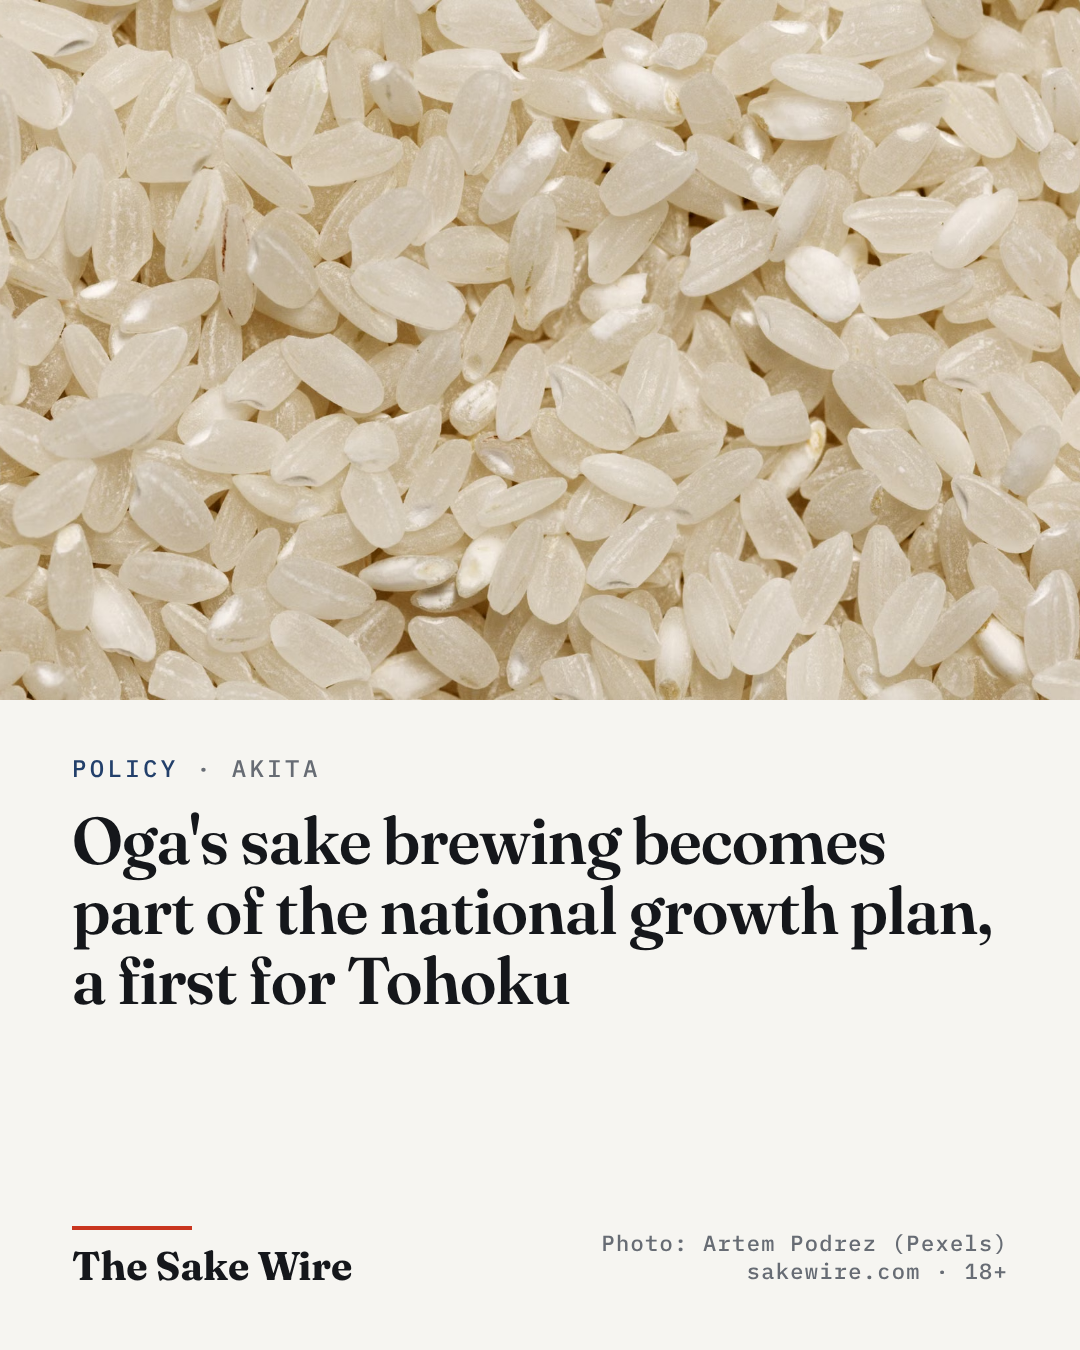 POLICY · AKITA
Oga's sake brewing becomes
part of the national growth plan,
a first for Tohoku
The Sake Wire
Photo: Artem Podrez (Pexels)
sakewire.com · 18+